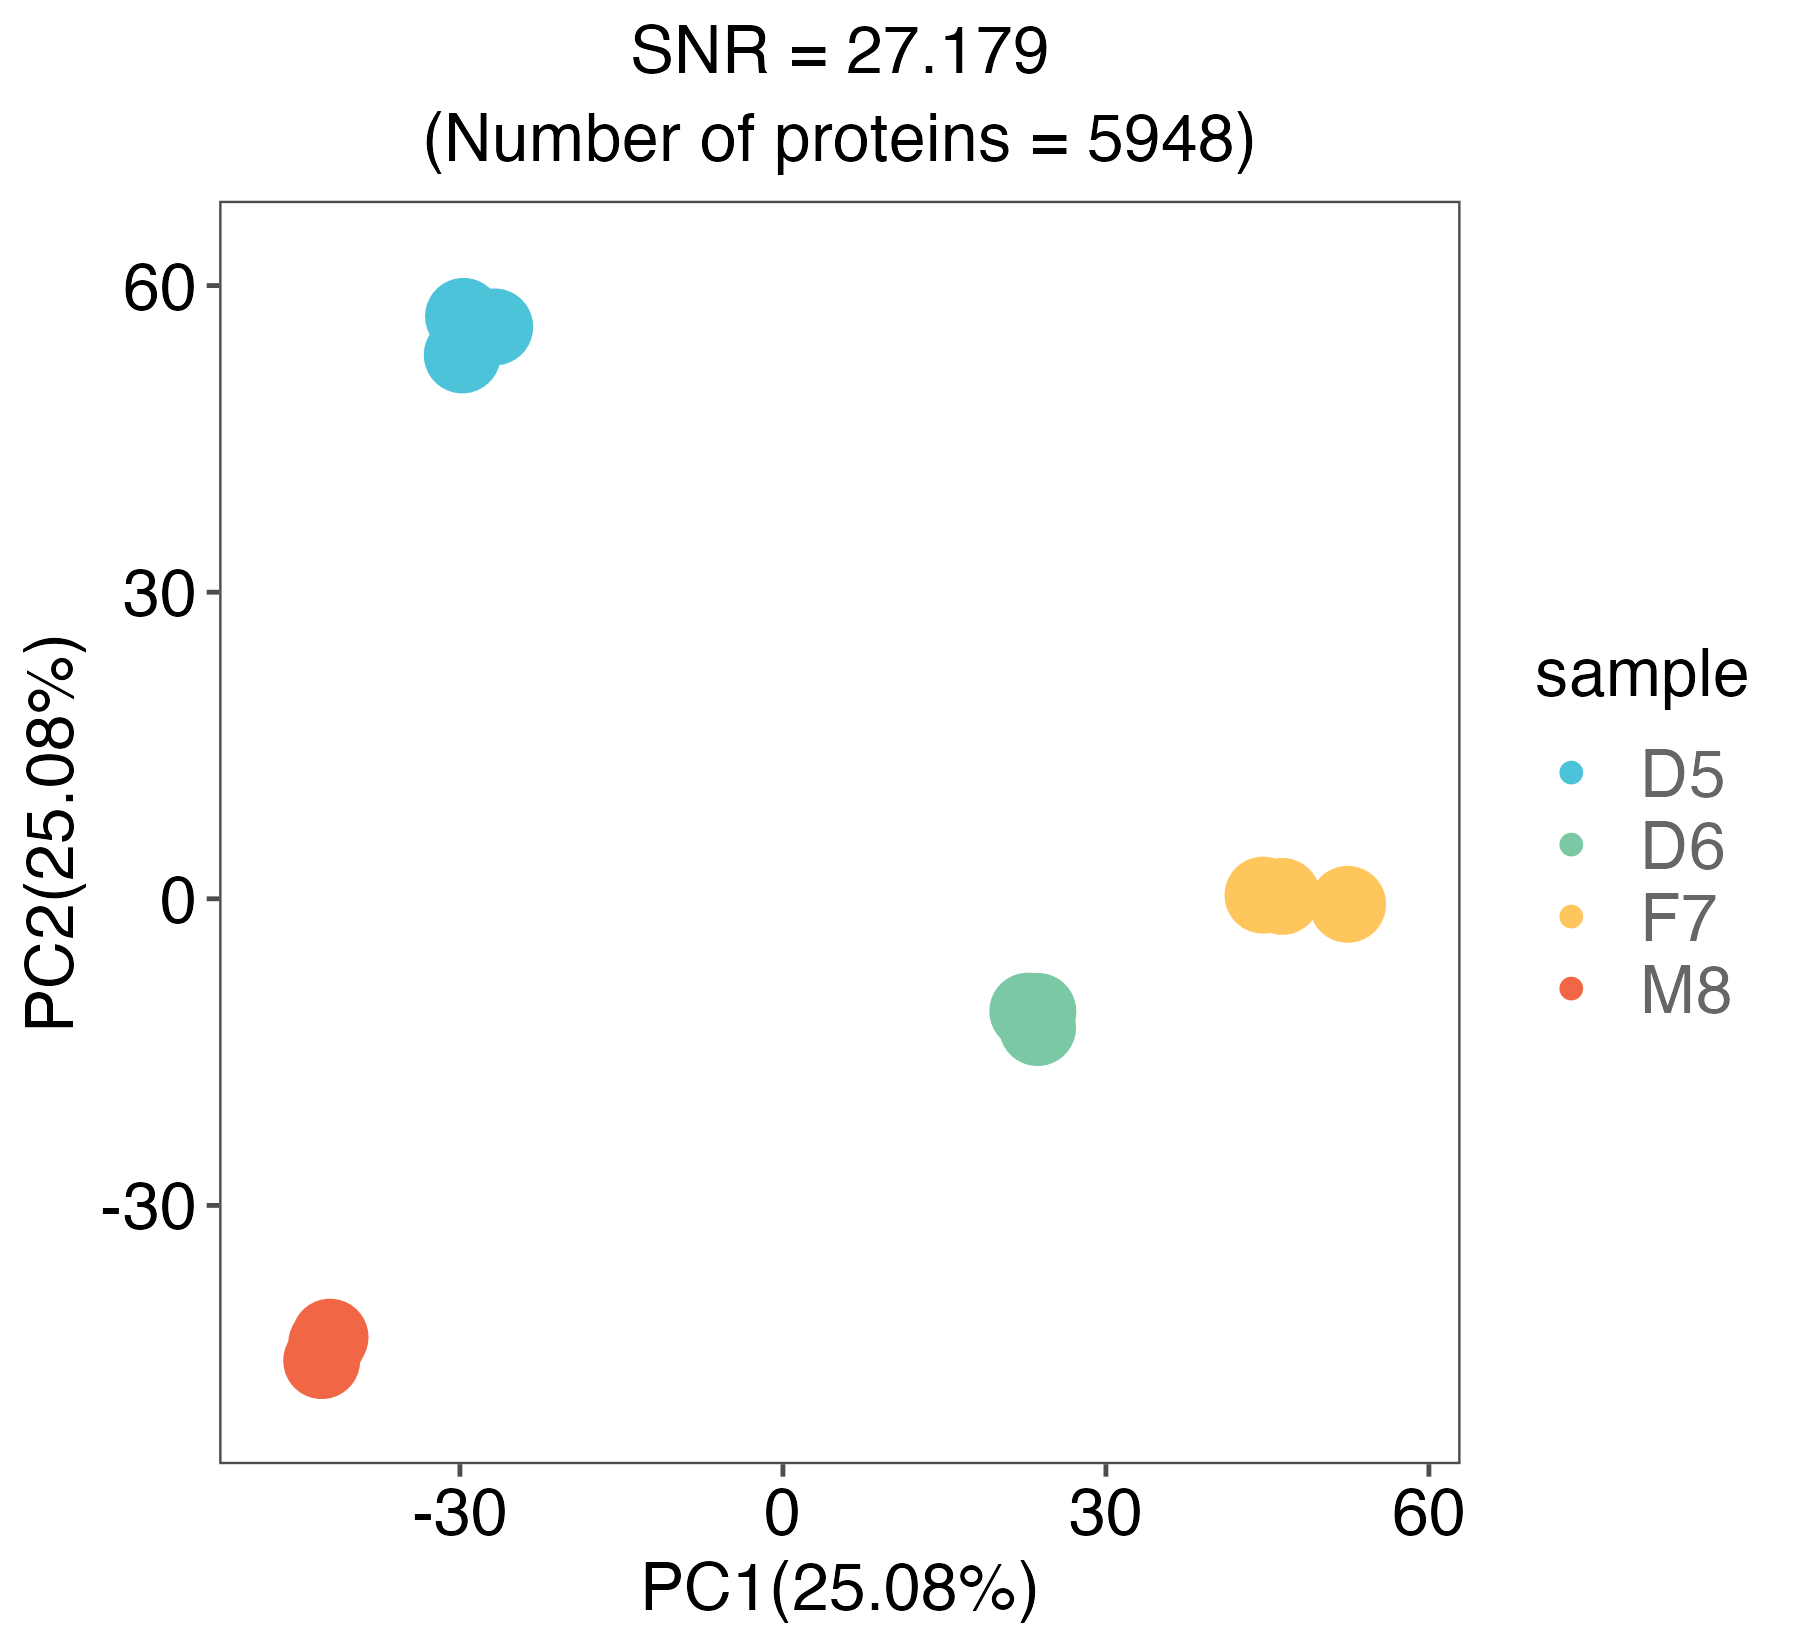 SNR = 27.179
(Number of proteins = 5948)
60
30
0
-30
PC2(25.08%)
-30
0
30
60
PC1(25.08%)
sample
D5
D6
F7
M8